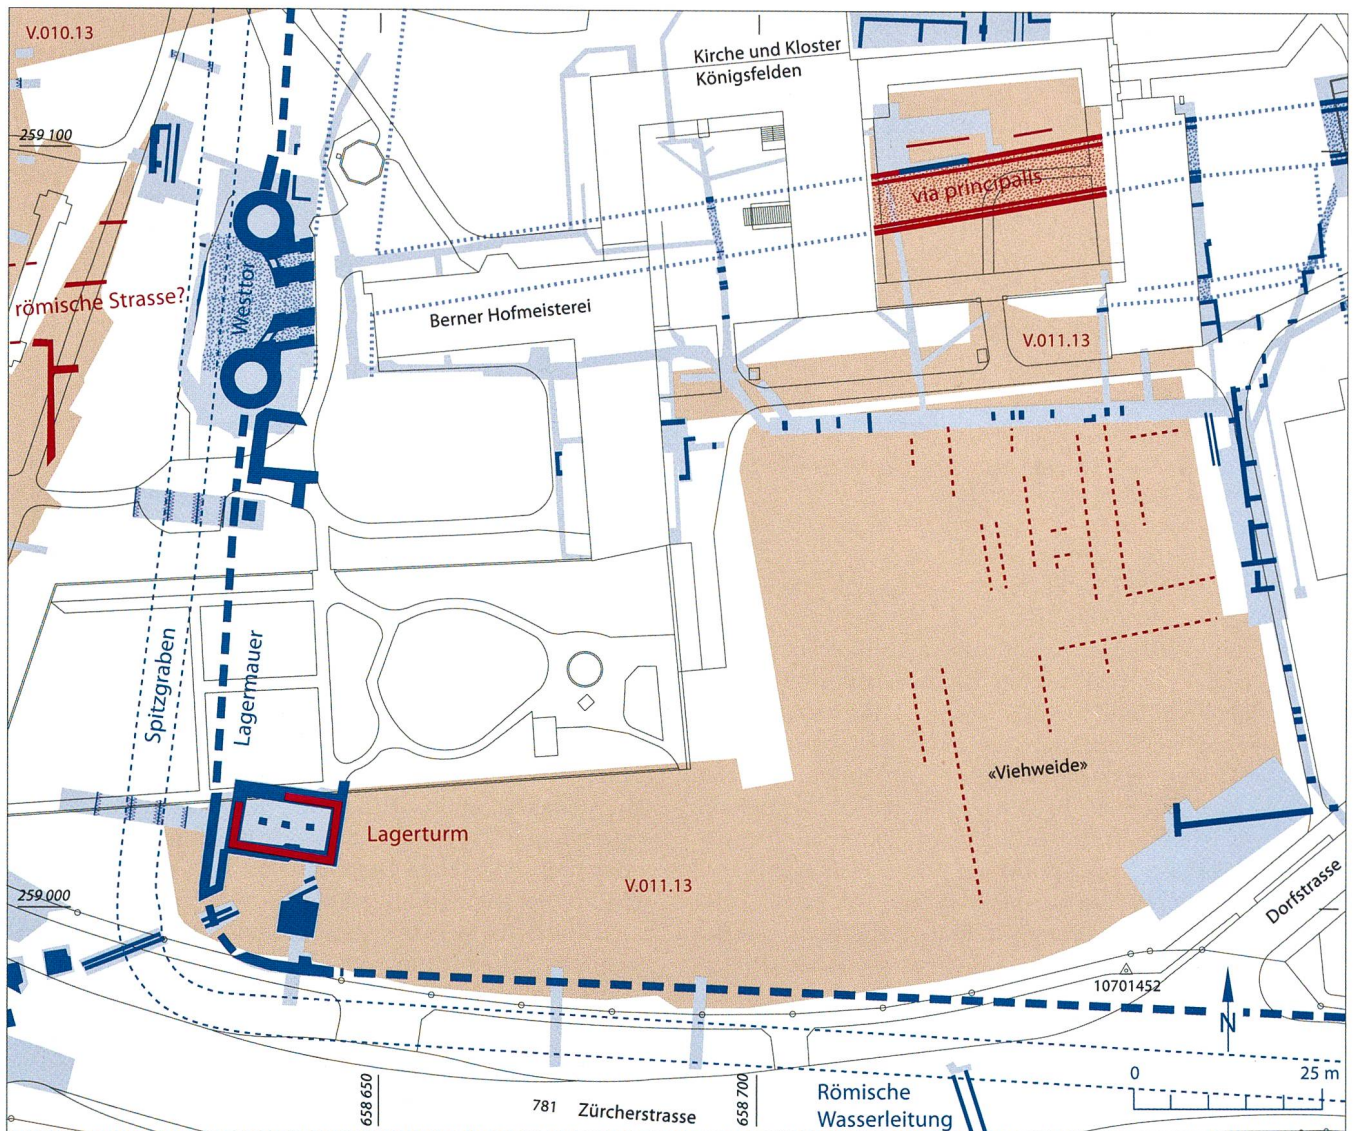 V.010.13
Kirche und Kloster
Königsfelden
259 100
via principalis
römische Strasse?
Westtor
Berner Hofmeisterei
V.011.13
Spitzgraben
Lagermauer
«Viehweide»
Lagerturm
V.011.13
259 000
Dorfstrasse
10701452
N
0 25 m
658 650
658 700
781 Zürcherstrasse
Römische
Wasserleitung